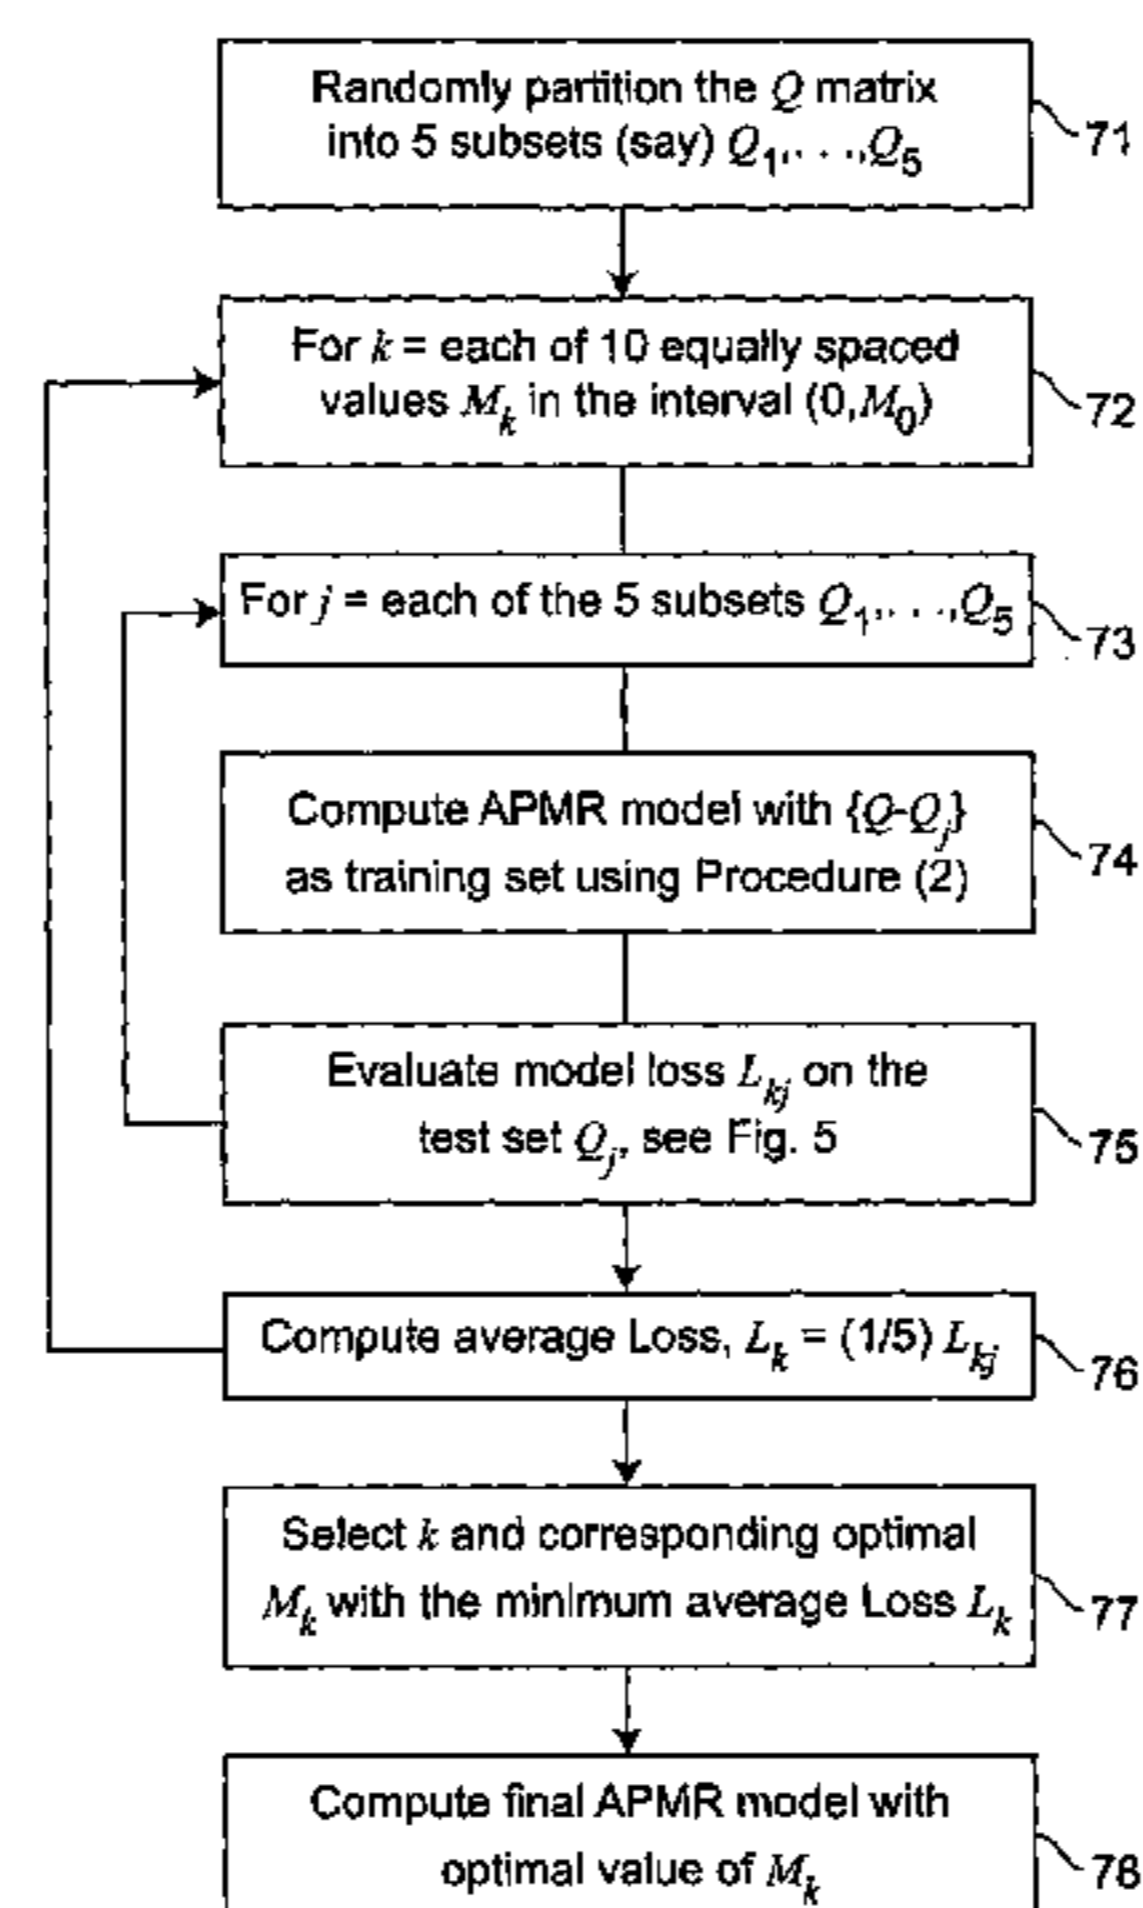 Randomly partition the Q matrix
into 5 subsets (say) Q1,. . .,Q5
71
For k = each of 10 equally spaced
values Mk in the interval (0,M0)
72
For j = each of the 5 subsets Q1,. . .,Q5
73
Compute APMR model with {Q-Qj}
as training set using Procedure (2)
74
Evaluate model loss Lkj on the
test set Qj, see Fig. 5
75
Compute average Loss, Lk = (1/5) Lkj
76
Select k and corresponding optimal
Mk with the minimum average Loss Lk
77
Compute final APMR model with
optimal value of Mk
78